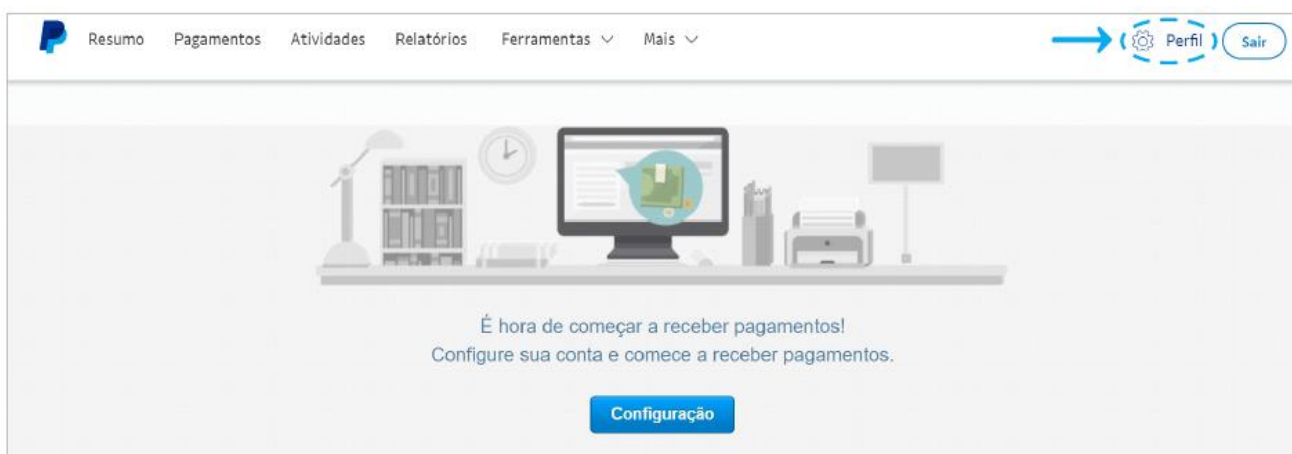 Resumo Pagamentos Atividades Relatórios Ferramentas Mais Perfil Sair
É hora de começar a receber pagamentos!
Configure sua conta e comece a receber pagamentos.
Configuração